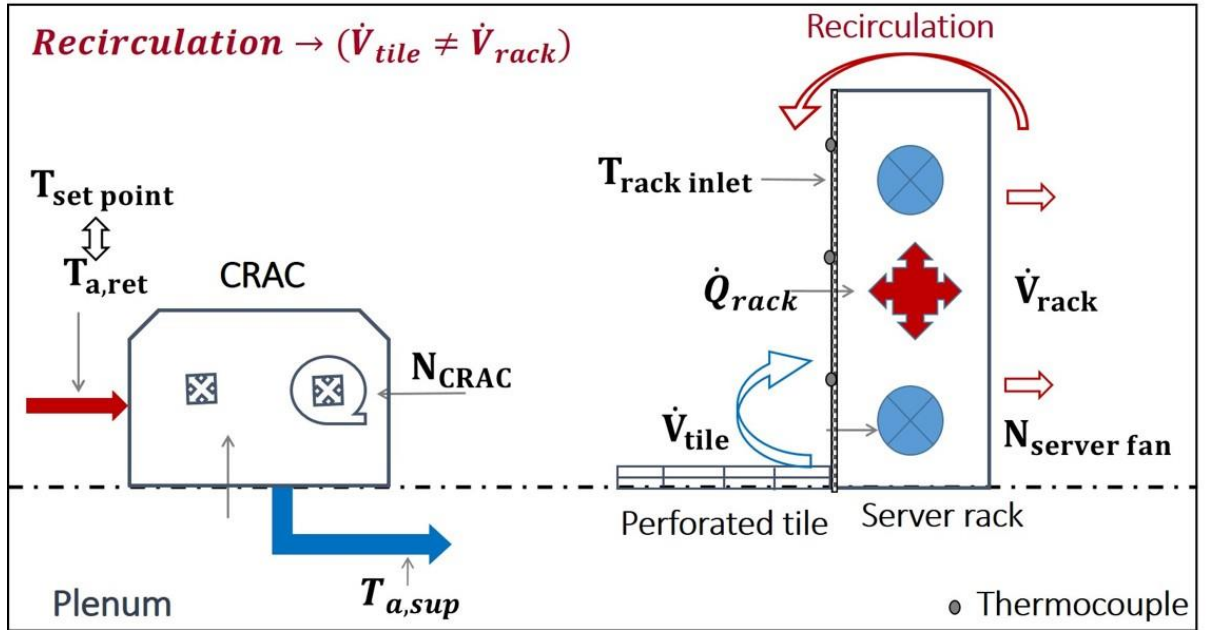 Recirculation → (V̇tile ≠ V̇rack)
Recirculation
Tset point
Ta,ret
CRAC
NCRAC
Track inlet
Q̇rack
V̇rack
V̇tile
Nserver fan
Perforated tile
Server rack
Ta,sup
Plenum
Thermocouple